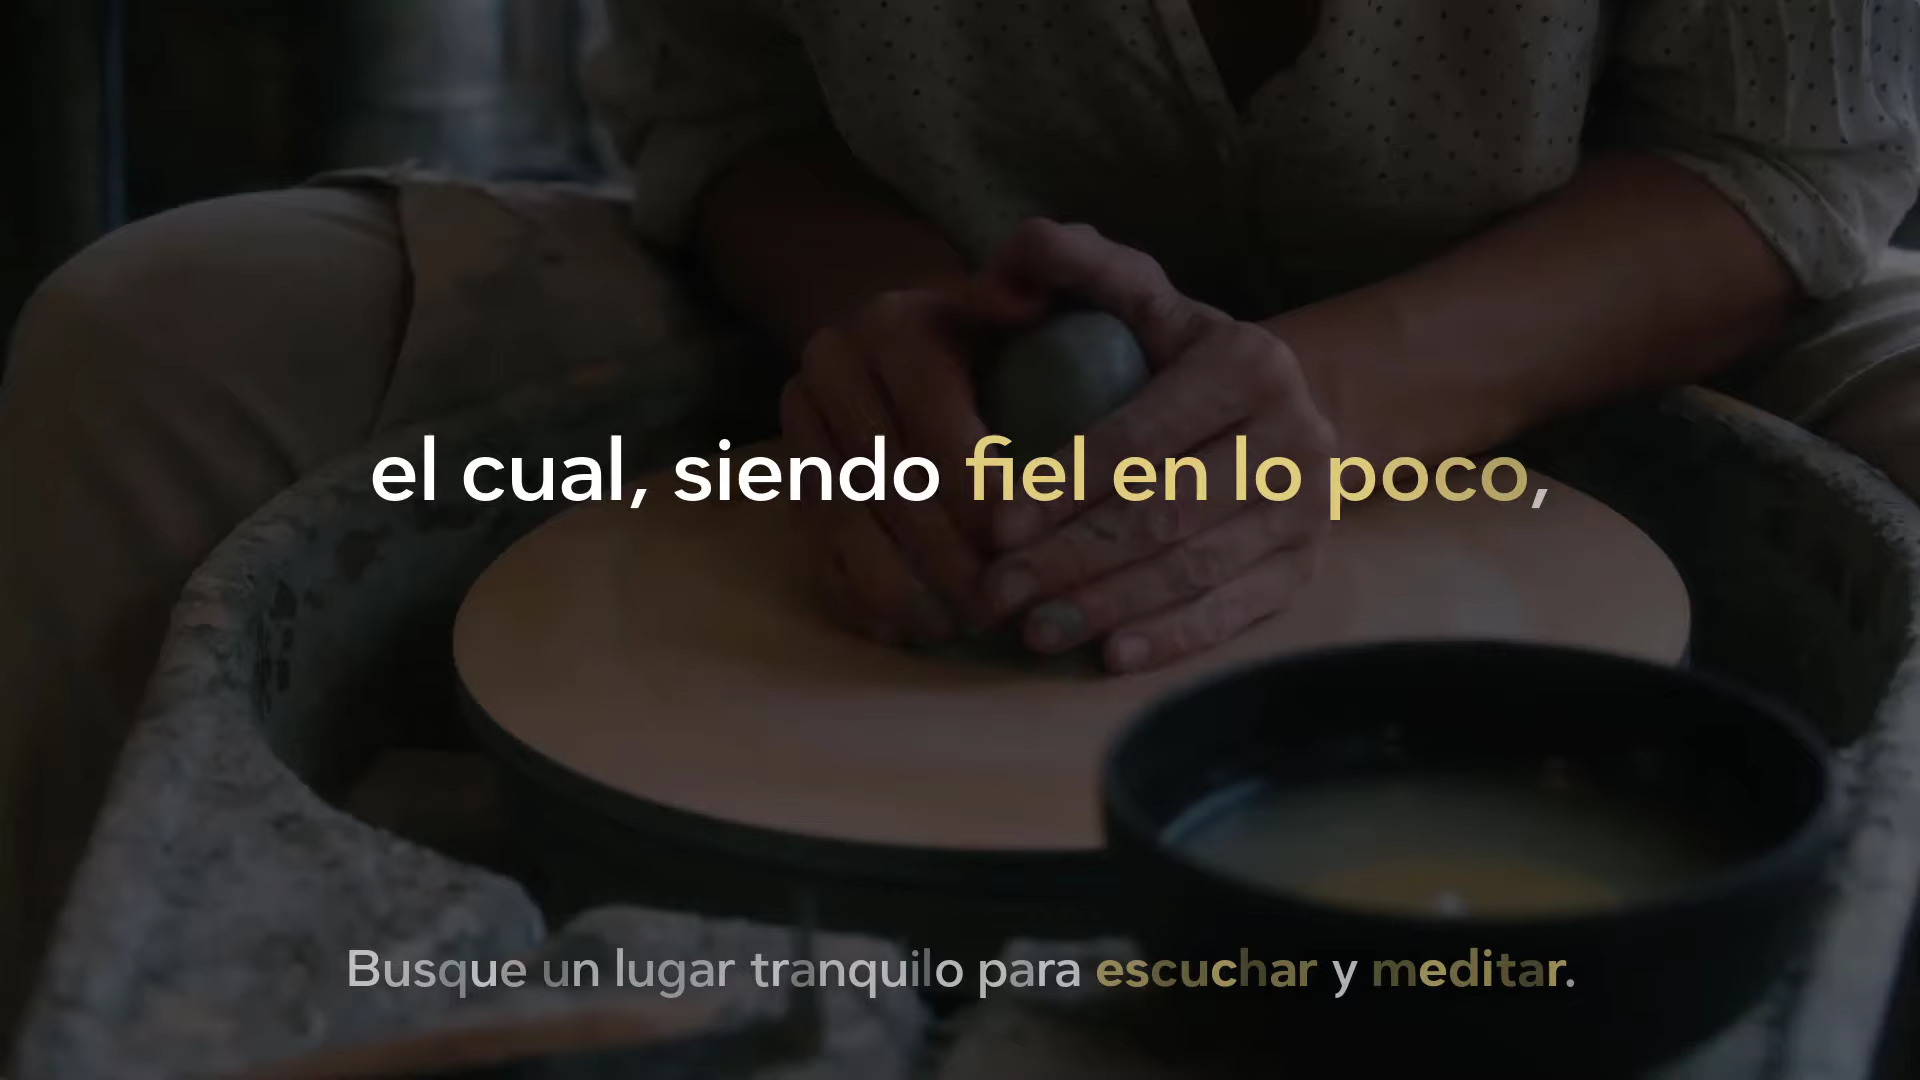 el cual, siendo fiel en lo poco,
Busque un lugar tranquilo para escuchar y meditar.